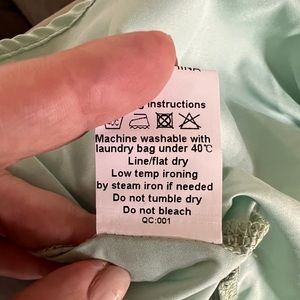 instructions
Machine washable with
laundry bag under 40℃
Line/flat dry
Low temp ironing
by steam iron if needed
Do not tumble dry
Do not bleach
QC:001